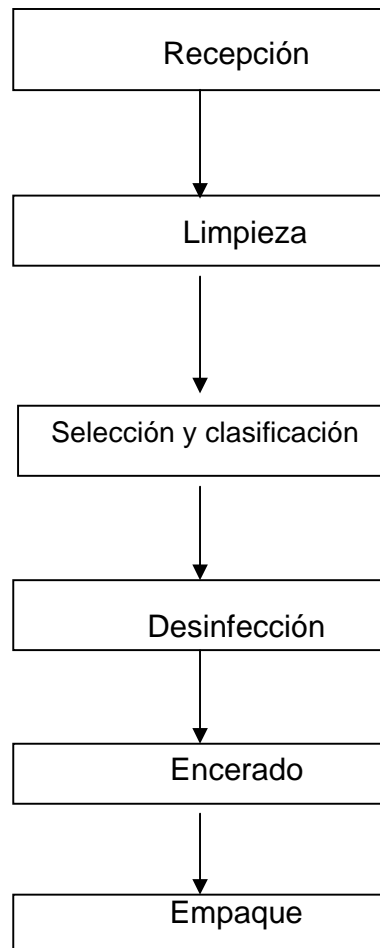 Recepción
Limpieza
Selección y clasificación
Desinfección
Encerado
Empaque